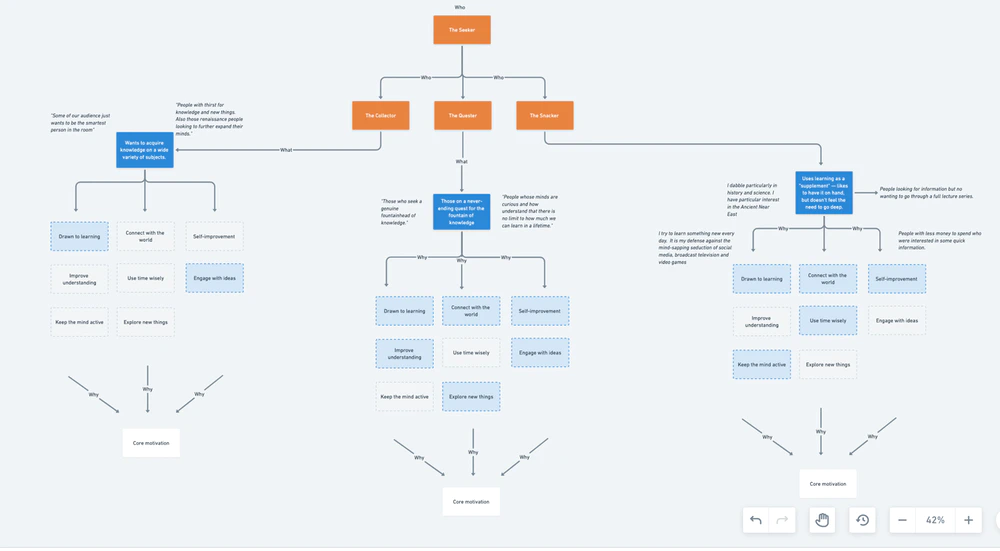 Who
The Seeker
Who
Who
The Collector
The Quester
The Snacker
"Some of our audience just
wants to be the smartest
person in the room"
"People with thirst for
knowledge and new things.
Also those renaissance people
looking to further expand their
minds."
Wants to acquire
knowledge on a wide
variety of subjects.
What
What
Drawn to learning
Connect with the
world
Self-improvement
Improve
understanding
Use time wisely
Engage with ideas
Keep the mind active
Explore new things
Why
Why
Why
Core motivation
"Those who seek a
genuine
fountainhead of
knowledge."
Those on a never-
ending quest for the
fountain of
knowledge
"People whose minds are
curious and how
understand that there is
no limit to how much we
can learn in a lifetime."
Why
Why
Why
Drawn to learning
Connect with the
world
Self-improvement
Improve
understanding
Use time wisely
Engage with ideas
Keep the mind active
Explore new things
Why
Why
Why
Core motivation
I dabble particularly in
history and science. I
have particular interest
in the Ancient Near
East
Uses learning as a
"supplement" — likes
to have it on hand,
but doesn't feel the
need to go deep.
People looking for information but no
wanting to go through a full lecture series.
I try to learn something new every
day. It is my defense against the
mind-sapping seduction of social
media, broadcast television and
video games
Why
Why
People with less money to spend who
were interested in some quick
information.
Drawn to learning
Connect with the
world
Self-improvement
Improve
understanding
Use time wisely
Engage with ideas
Keep the mind active
Explore new things
Why
Why
Why
Core motivation
42%